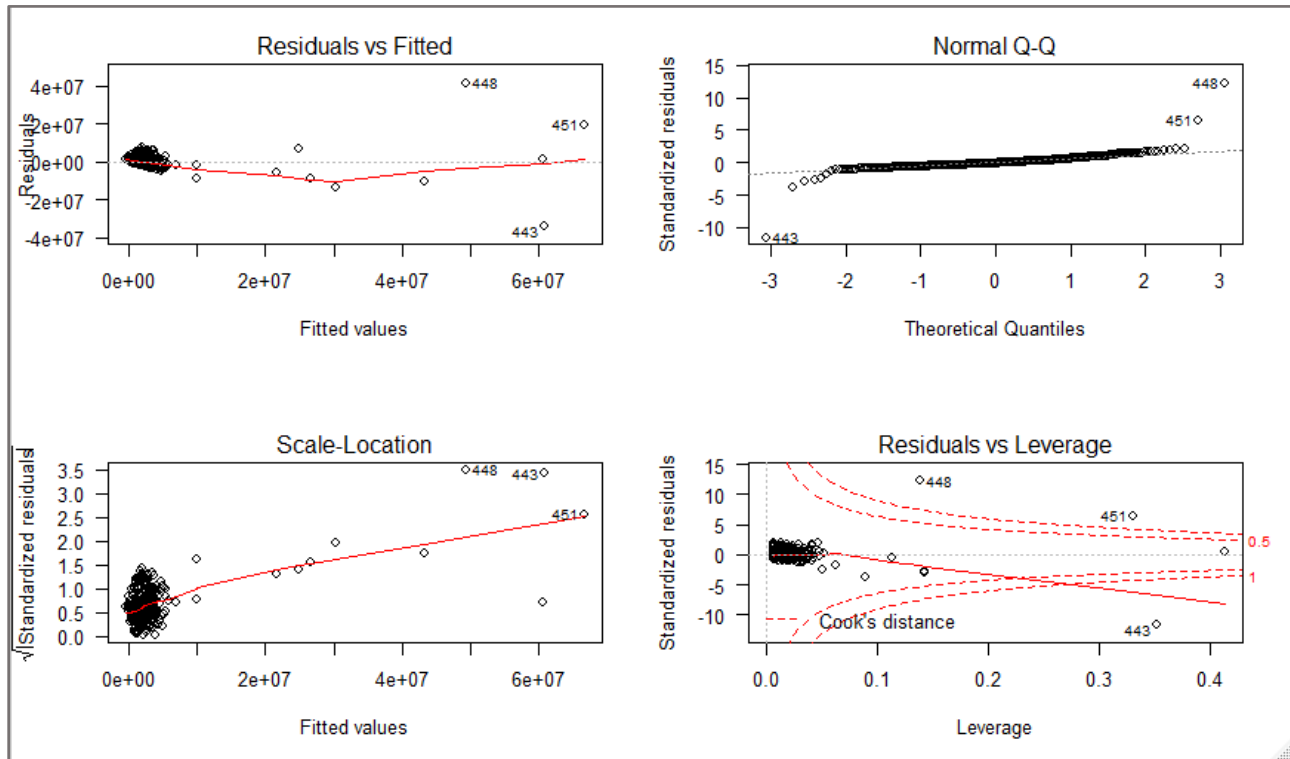 Residuals vs Fitted
Residuals
4e+07
2e+07
0e+00
-2e+07
-4e+07
448
451
443
0e+00 2e+07 4e+07 6e+07
Fitted values
Normal Q-Q
Standardized residuals
15
10
5
0
-5
-10
448
451
443
-3 -2 -1 0 1 2 3
Theoretical Quantiles
Scale-Location
√|Standardized residuals
3.5
3.0
2.5
2.0
1.5
1.0
0.5
0.0
448
443
451
0e+00 2e+07 4e+07 6e+07
Fitted values
Residuals vs Leverage
Standardized residuals
15
10
5
0
-5
-10
448
451
0.5
1
Cook's distance
443
0.0 0.1 0.2 0.3 0.4
Leverage